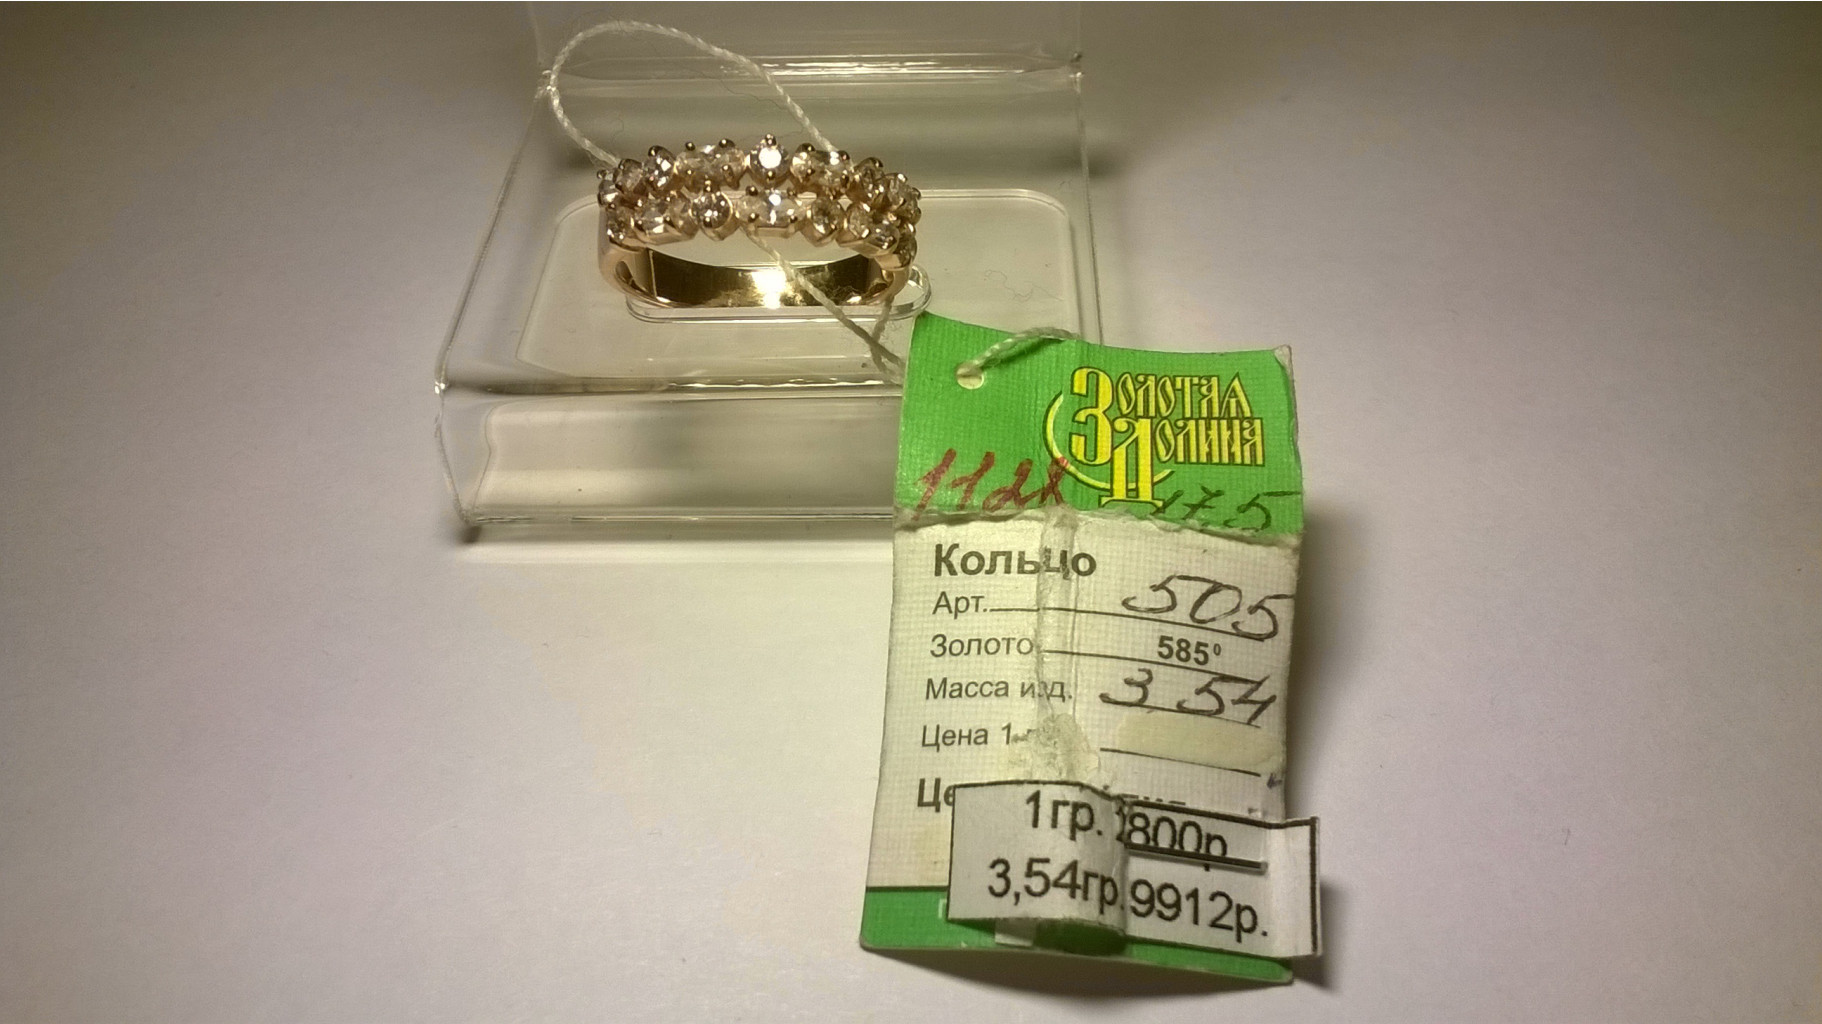 Золотая
Долина
17,5
Кольцо
Арт. 505
Золото 585°
Масса изд. 3 54
Цена 1
1гр. 2800р
3,54гр. 9912р.